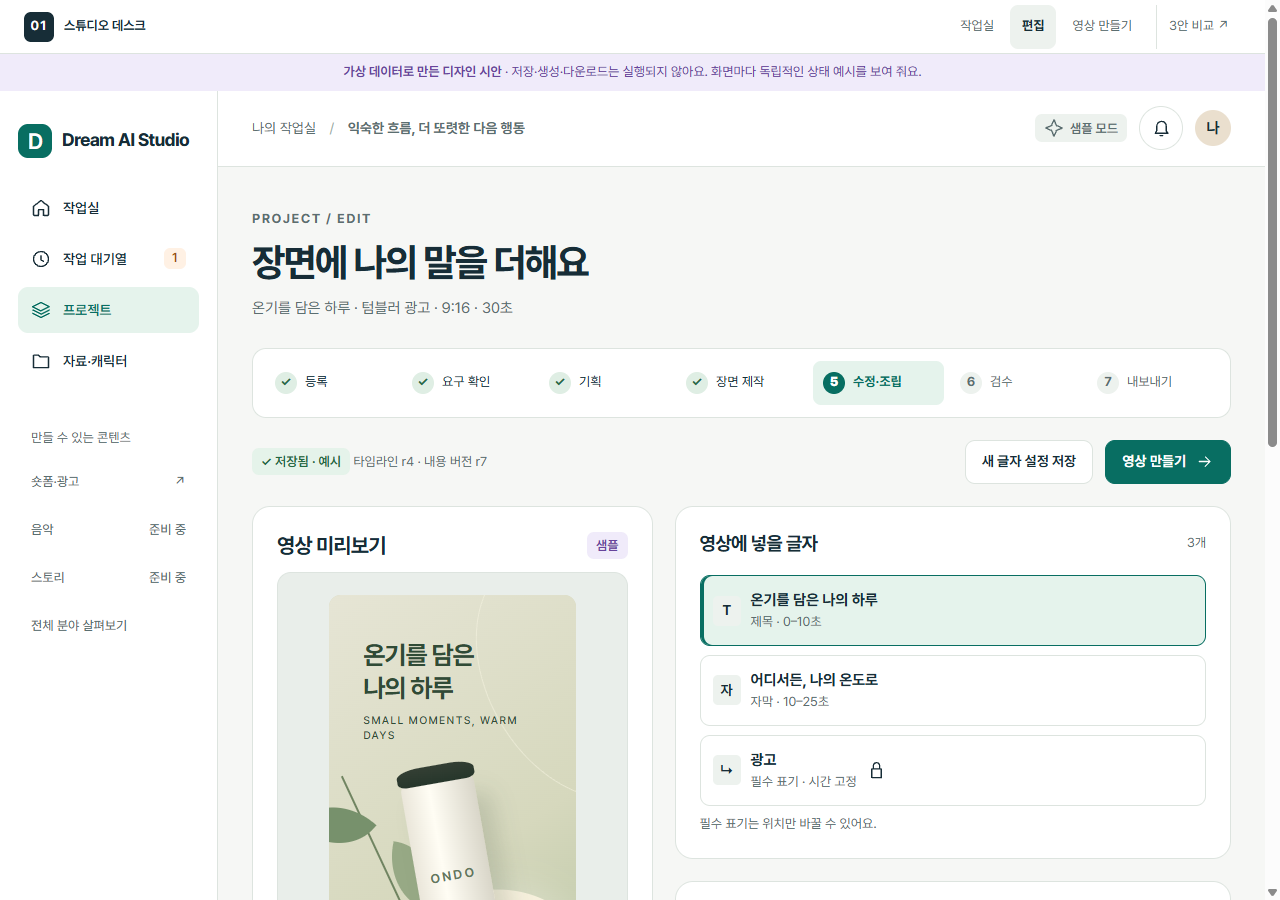 01 스튜디오 데스크
작업실 편집 영상 만들기 3안 비교 ↗
가상 데이터로 만든 디자인 시안 · 저장·생성·다운로드는 실행되지 않아요. 화면마다 독립적인 상태 예시를 보여 줘요.
D Dream AI Studio
작업실
작업 대기열 1
프로젝트
자료·캐릭터
만들 수 있는 콘텐츠
숏폼·광고 ↗
음악 준비 중
스토리 준비 중
전체 분야 살펴보기
나의 작업실 / 익숙한 흐름, 더 또렷한 다음 행동
샘플 모드
나
PROJECT / EDIT
장면에 나의 말을 더해요
온기를 담은 하루 · 텀블러 광고 · 9:16 · 30초
✓ 등록 ✓ 요구 확인 ✓ 기획 ✓ 장면 제작 5 수정·조립 6 검수 7 내보내기
✓ 저장됨 · 예시 타임라인 r4 · 내용 버전 r7
새 글자 설정 저장 영상 만들기 →
영상 미리보기 샘플
온기를 담은
나의 하루
SMALL MOMENTS, WARM
DAYS
ONDO
영상에 넣을 글자 3개
T 온기를 담은 나의 하루
제목 · 0–10초
자 어디서든, 나의 온도로
자막 · 10–25초
↪ 광고
필수 표기 · 시간 고정
필수 표기는 위치만 바꿀 수 있어요.